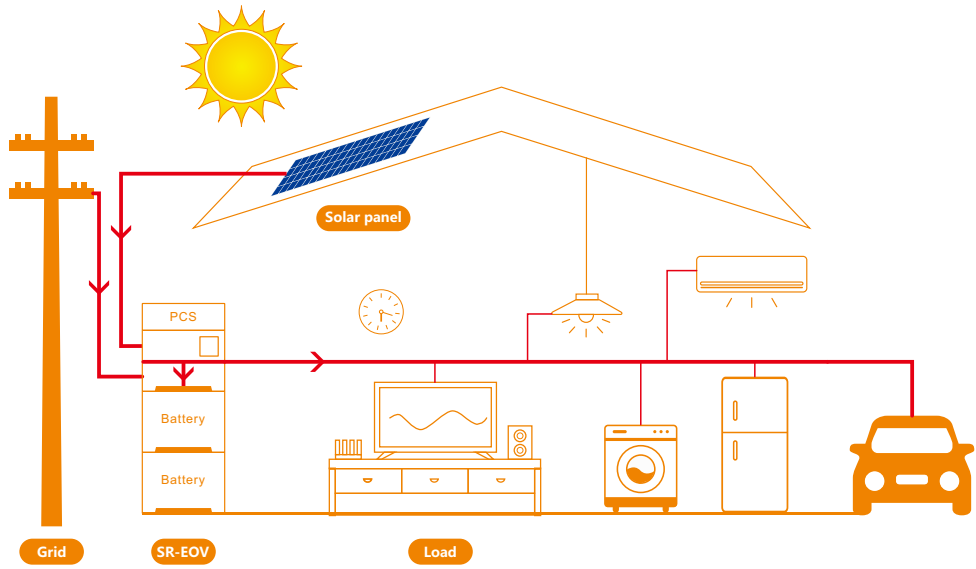 Solar panel
PCS
Battery
Battery
Grid
SR-EOV
Load